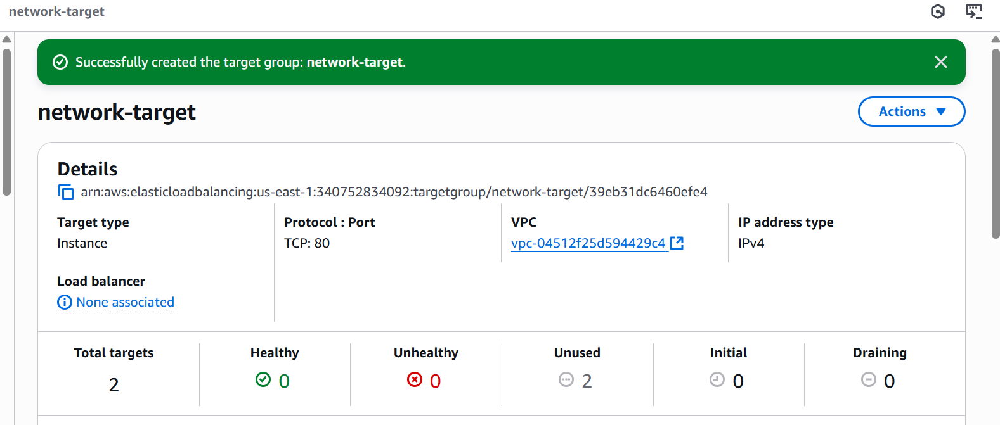 network-target
Successfully created the target group: network-target.
network-target
Actions
Details
arn:aws:elasticloadbalancing:us-east-1:340752834092:targetgroup/network-target/39eb31dc6460efe4
Target type
Instance
Protocol : Port
TCP: 80
VPC
vpc-04512f25d594429c4
IP address type
IPv4
Load balancer
None associated
Total targets
2
Healthy
0
Unhealthy
0
Unused
2
Initial
0
Draining
0